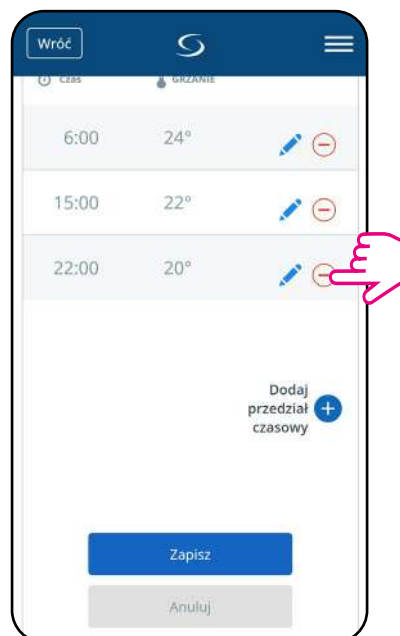 Wróć
Czas GRZANIE
6:00 24°
15:00 22°
22:00 20°
Dodaj
przedział
czasowy
Zapisz
Anuluj